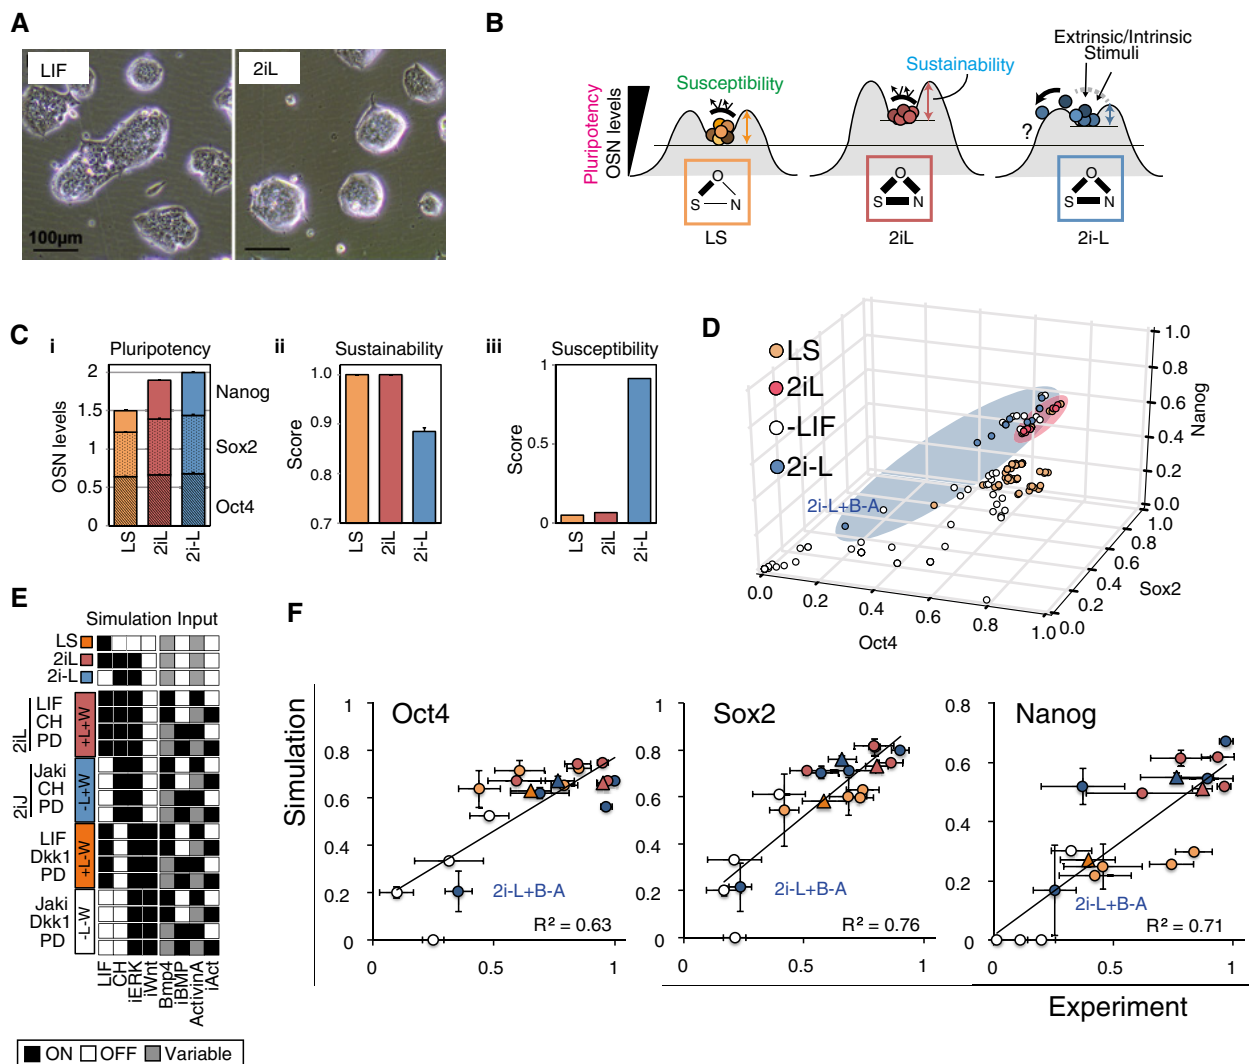 A
LIF
2iL
100μm
B
Pluripotency
OSN levels
Susceptibility
Sustainability
Extrinsic/Intrinsic
Stimuli
?
O
S
N
LS
O
S
N
2iL
O
S
N
2i-L
C
i
Pluripotency
OSN levels
2
1.5
1
0.5
0
Nanog
Sox2
Oct4
LS
2iL
2i-L
ii
Sustainability
Score
1.0
0.9
0.8
0.7
LS
2iL
2i-L
iii
Susceptibility
Score
1
0.5
0
LS
2iL
2i-L
D
LS
2iL
-LIF
2i-L
2i-L+B-A
Nanog
1.0
0.8
0.6
0.4
0.2
0.0
Sox2
1.0
0.8
0.6
0.4
0.2
0.0
Oct4
0.0
0.2
0.4
0.6
0.8
1.0
E
Simulation Input
LS
2iL
2i-L
2iL
LIF
CH
PD
+L+W
2iJ
Jaki
CH
PD
-L+W
LIF
Dkk1
PD
+L-W
Jaki
Dkk1
PD
-L-W
LIF
CH
iERK
iWnt
Bmp4
iBMP
ActivinA
iAct
ON
OFF
Variable
F
Simulation
Oct4
1
0.8
0.6
0.4
0.2
0
2i-L+B-A
R² = 0.63
0
0.5
1
Sox2
1
0.8
0.6
0.4
0.2
0
2i-L+B-A
R² = 0.76
0
0.5
1
Nanog
0.8
0.6
0.4
0.2
0
2i-L+B-A
R² = 0.71
0
0.5
1
Experiment